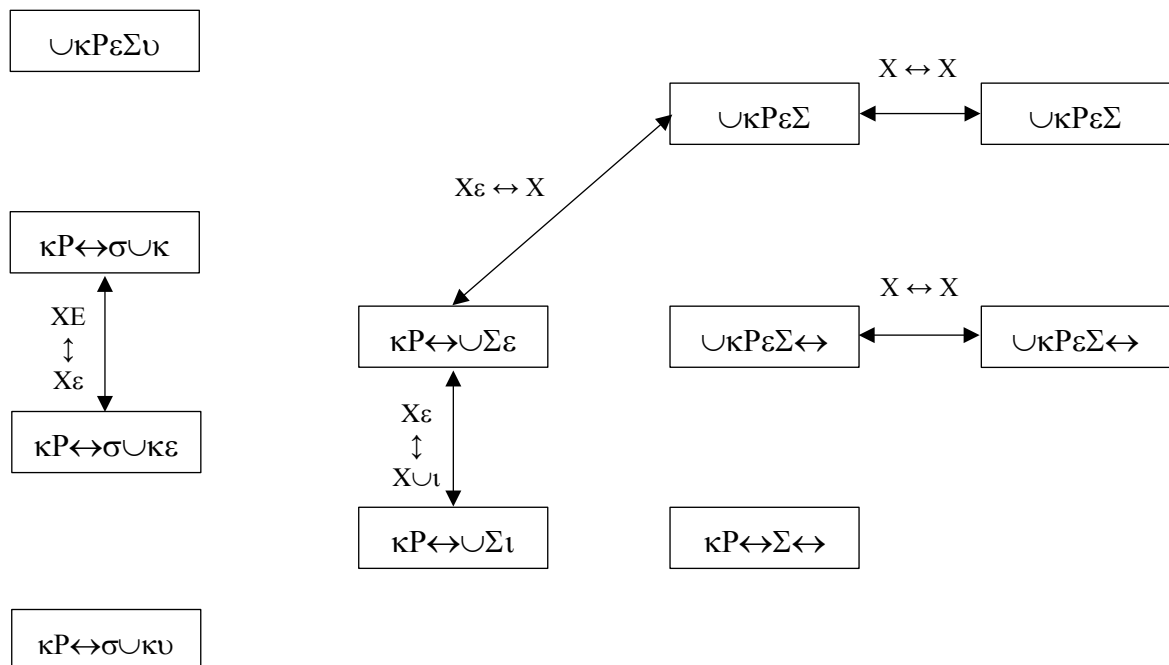 ∪κΡεΣυ
X ↔ X
∪κΡεΣ
∪κΡεΣ
Xε ↔ X
κΡ↔σ∪κ
X ↔ X
XE
↕
Xε
κΡ↔∪Σε
∪κΡεΣ↔
∪κΡεΣ↔
κΡ↔σ∪κε
Xε
↕
X∪ι
κΡ↔∪Σι
κΡ↔Σ↔
κΡ↔σ∪κυ